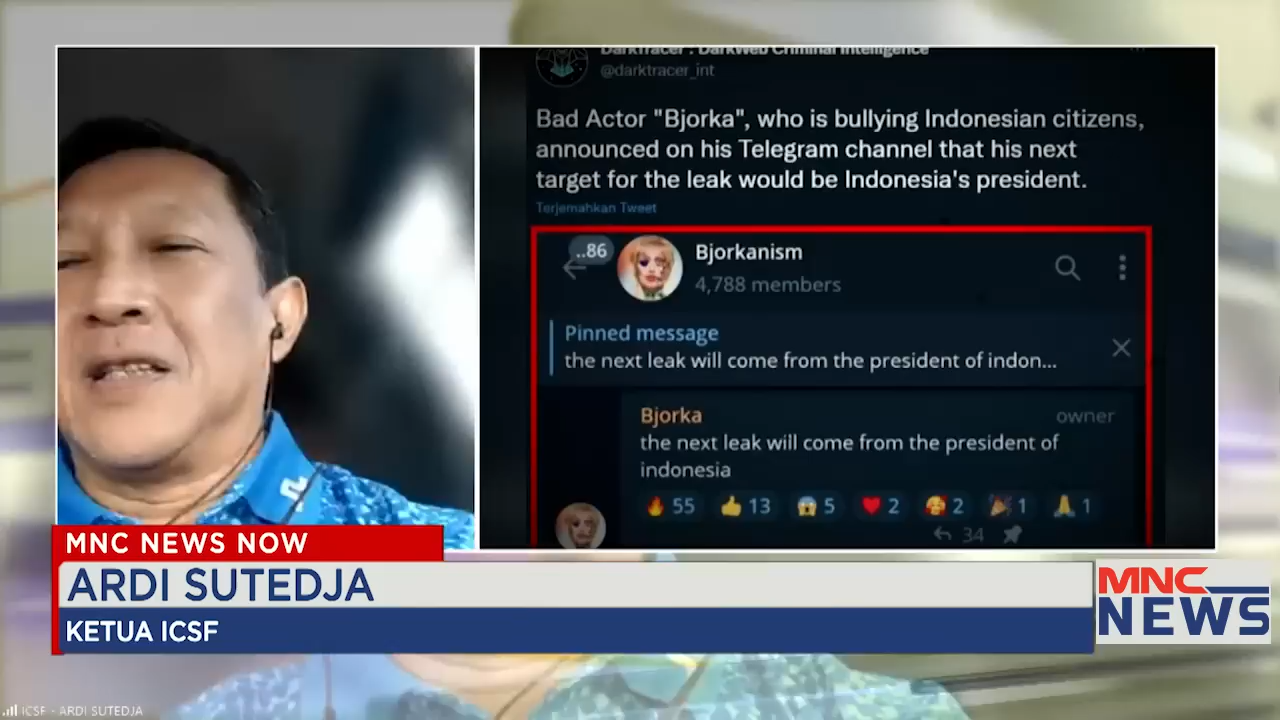 DarkTracer : DarkWeb Criminal Intelligence
@darktracer_int
Bad Actor "Bjorka", who is bullying Indonesian citizens,
announced on his Telegram channel that his next
target for the leak would be Indonesia's president.
Terjemahkan Tweet
..86
Bjorkanism
4,788 members
Pinned message
the next leak will come from the president of indon...
Bjorka
owner
the next leak will come from the president of
indonesia
55 13 5 2 2 1 1
34
MNC NEWS NOW
ARDI SUTEDJA
KETUA ICSF
MNC
NEWS
ICSF - ARDI SUTEDJA